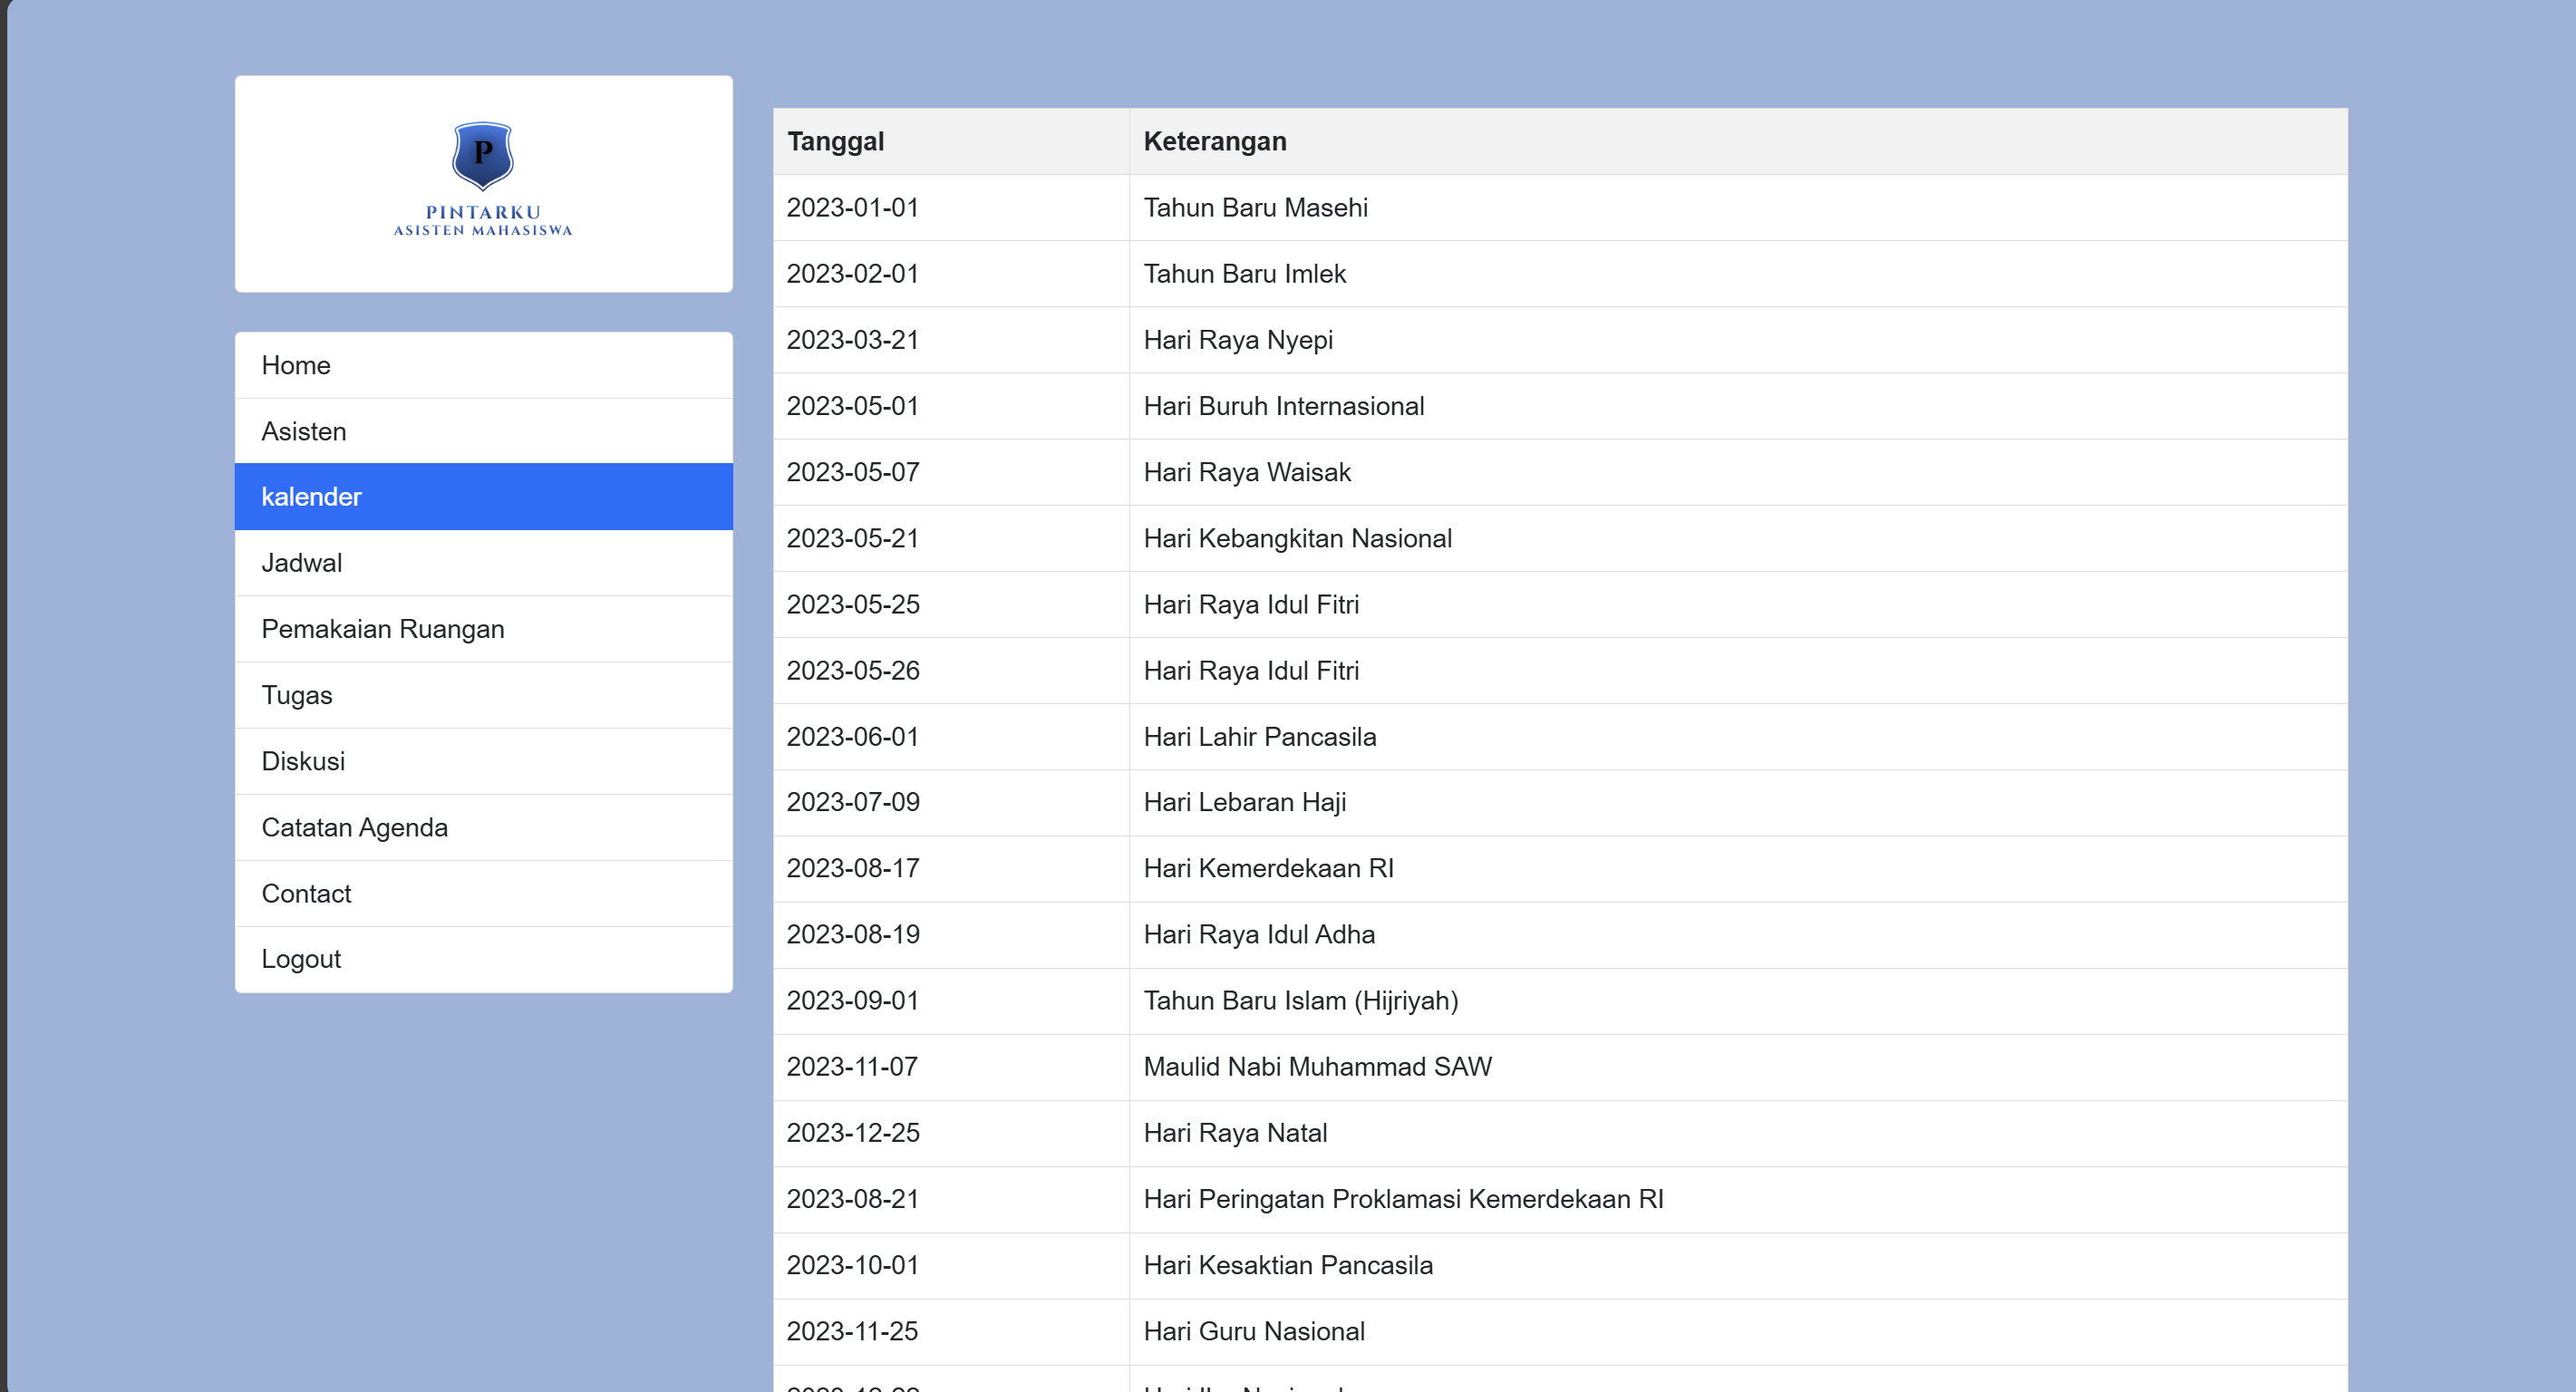 P
PINTARKU
ASISTEN MAHASISWA
Home
Asisten
kalender
Jadwal
Pemakaian Ruangan
Tugas
Diskusi
Catatan Agenda
Contact
Logout
Tanggal Keterangan
2023-01-01 Tahun Baru Masehi
2023-02-01 Tahun Baru Imlek
2023-03-21 Hari Raya Nyepi
2023-05-01 Hari Buruh Internasional
2023-05-07 Hari Raya Waisak
2023-05-21 Hari Kebangkitan Nasional
2023-05-25 Hari Raya Idul Fitri
2023-05-26 Hari Raya Idul Fitri
2023-06-01 Hari Lahir Pancasila
2023-07-09 Hari Lebaran Haji
2023-08-17 Hari Kemerdekaan RI
2023-08-19 Hari Raya Idul Adha
2023-09-01 Tahun Baru Islam (Hijriyah)
2023-11-07 Maulid Nabi Muhammad SAW
2023-12-25 Hari Raya Natal
2023-08-21 Hari Peringatan Proklamasi Kemerdekaan RI
2023-10-01 Hari Kesaktian Pancasila
2023-11-25 Hari Guru Nasional